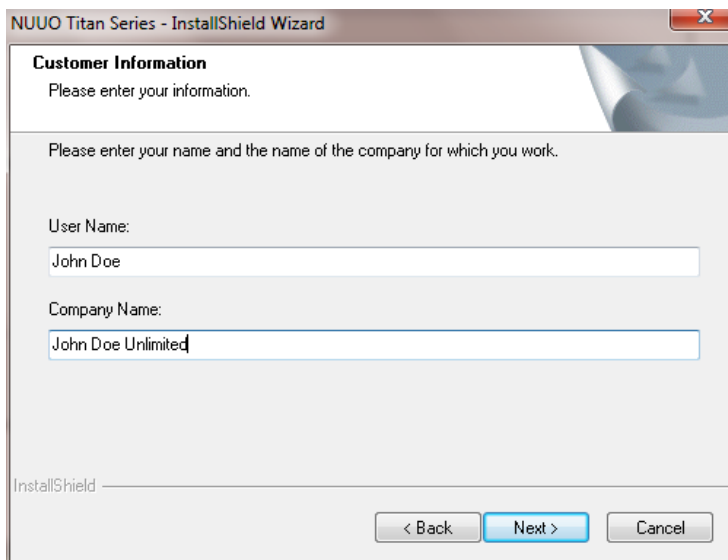 NUUO Titan Series - InstallShield Wizard
Customer Information
Please enter your information.
Please enter your name and the name of the company for which you work.
User Name:
John Doe
Company Name:
John Doe Unlimited
InstallShield
< Back Next > Cancel